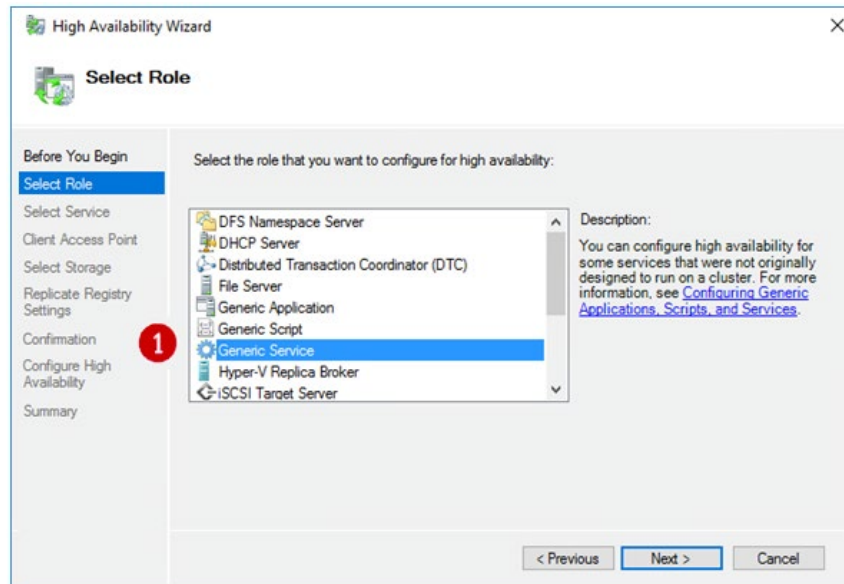 High Availability Wizard
Select Role
Before You Begin
Select Role
Select Service
Client Access Point
Select Storage
Replicate Registry
Settings
Confirmation
Configure High
Availability
Summary
1
Select the role that you want to configure for high availability:
DFS Namespace Server
DHCP Server
Distributed Transaction Coordinator (DTC)
File Server
Generic Application
Generic Script
Generic Service
Hyper-V Replica Broker
iSCSI Target Server
Description:
You can configure high availability for
some services that were not originally
designed to run on a cluster. For more
information, see Configuring Generic
Applications, Scripts, and Services.
< Previous
Next >
Cancel